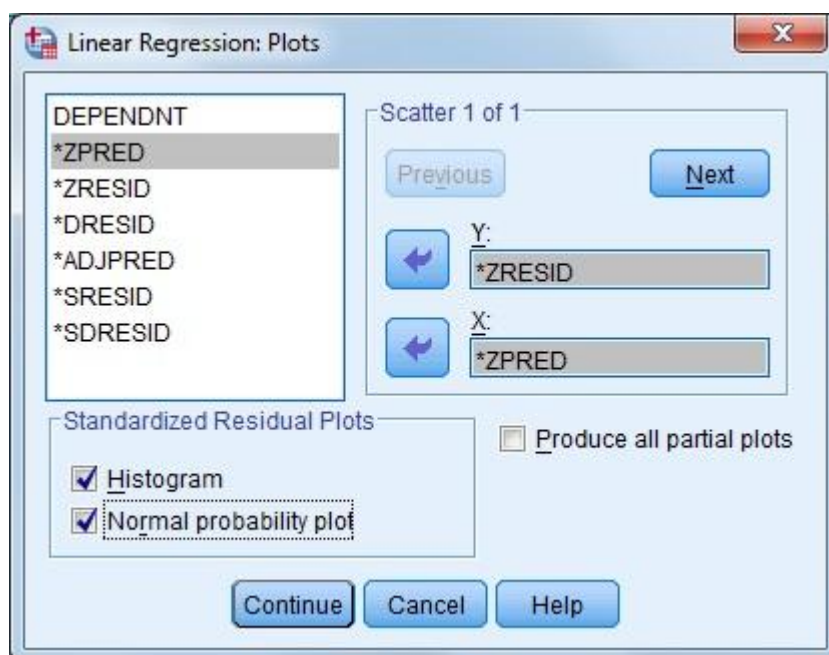 Linear Regression: Plots
DEPENDNT
*ZPRED
*ZRESID
*DRESID
*ADJPRED
*SRESID
*SDRESID
Scatter 1 of 1
Previous
Next
Y:
*ZRESID
X:
*ZPRED
Standardized Residual Plots
Histogram
Normal probability plot
Produce all partial plots
Continue
Cancel
Help